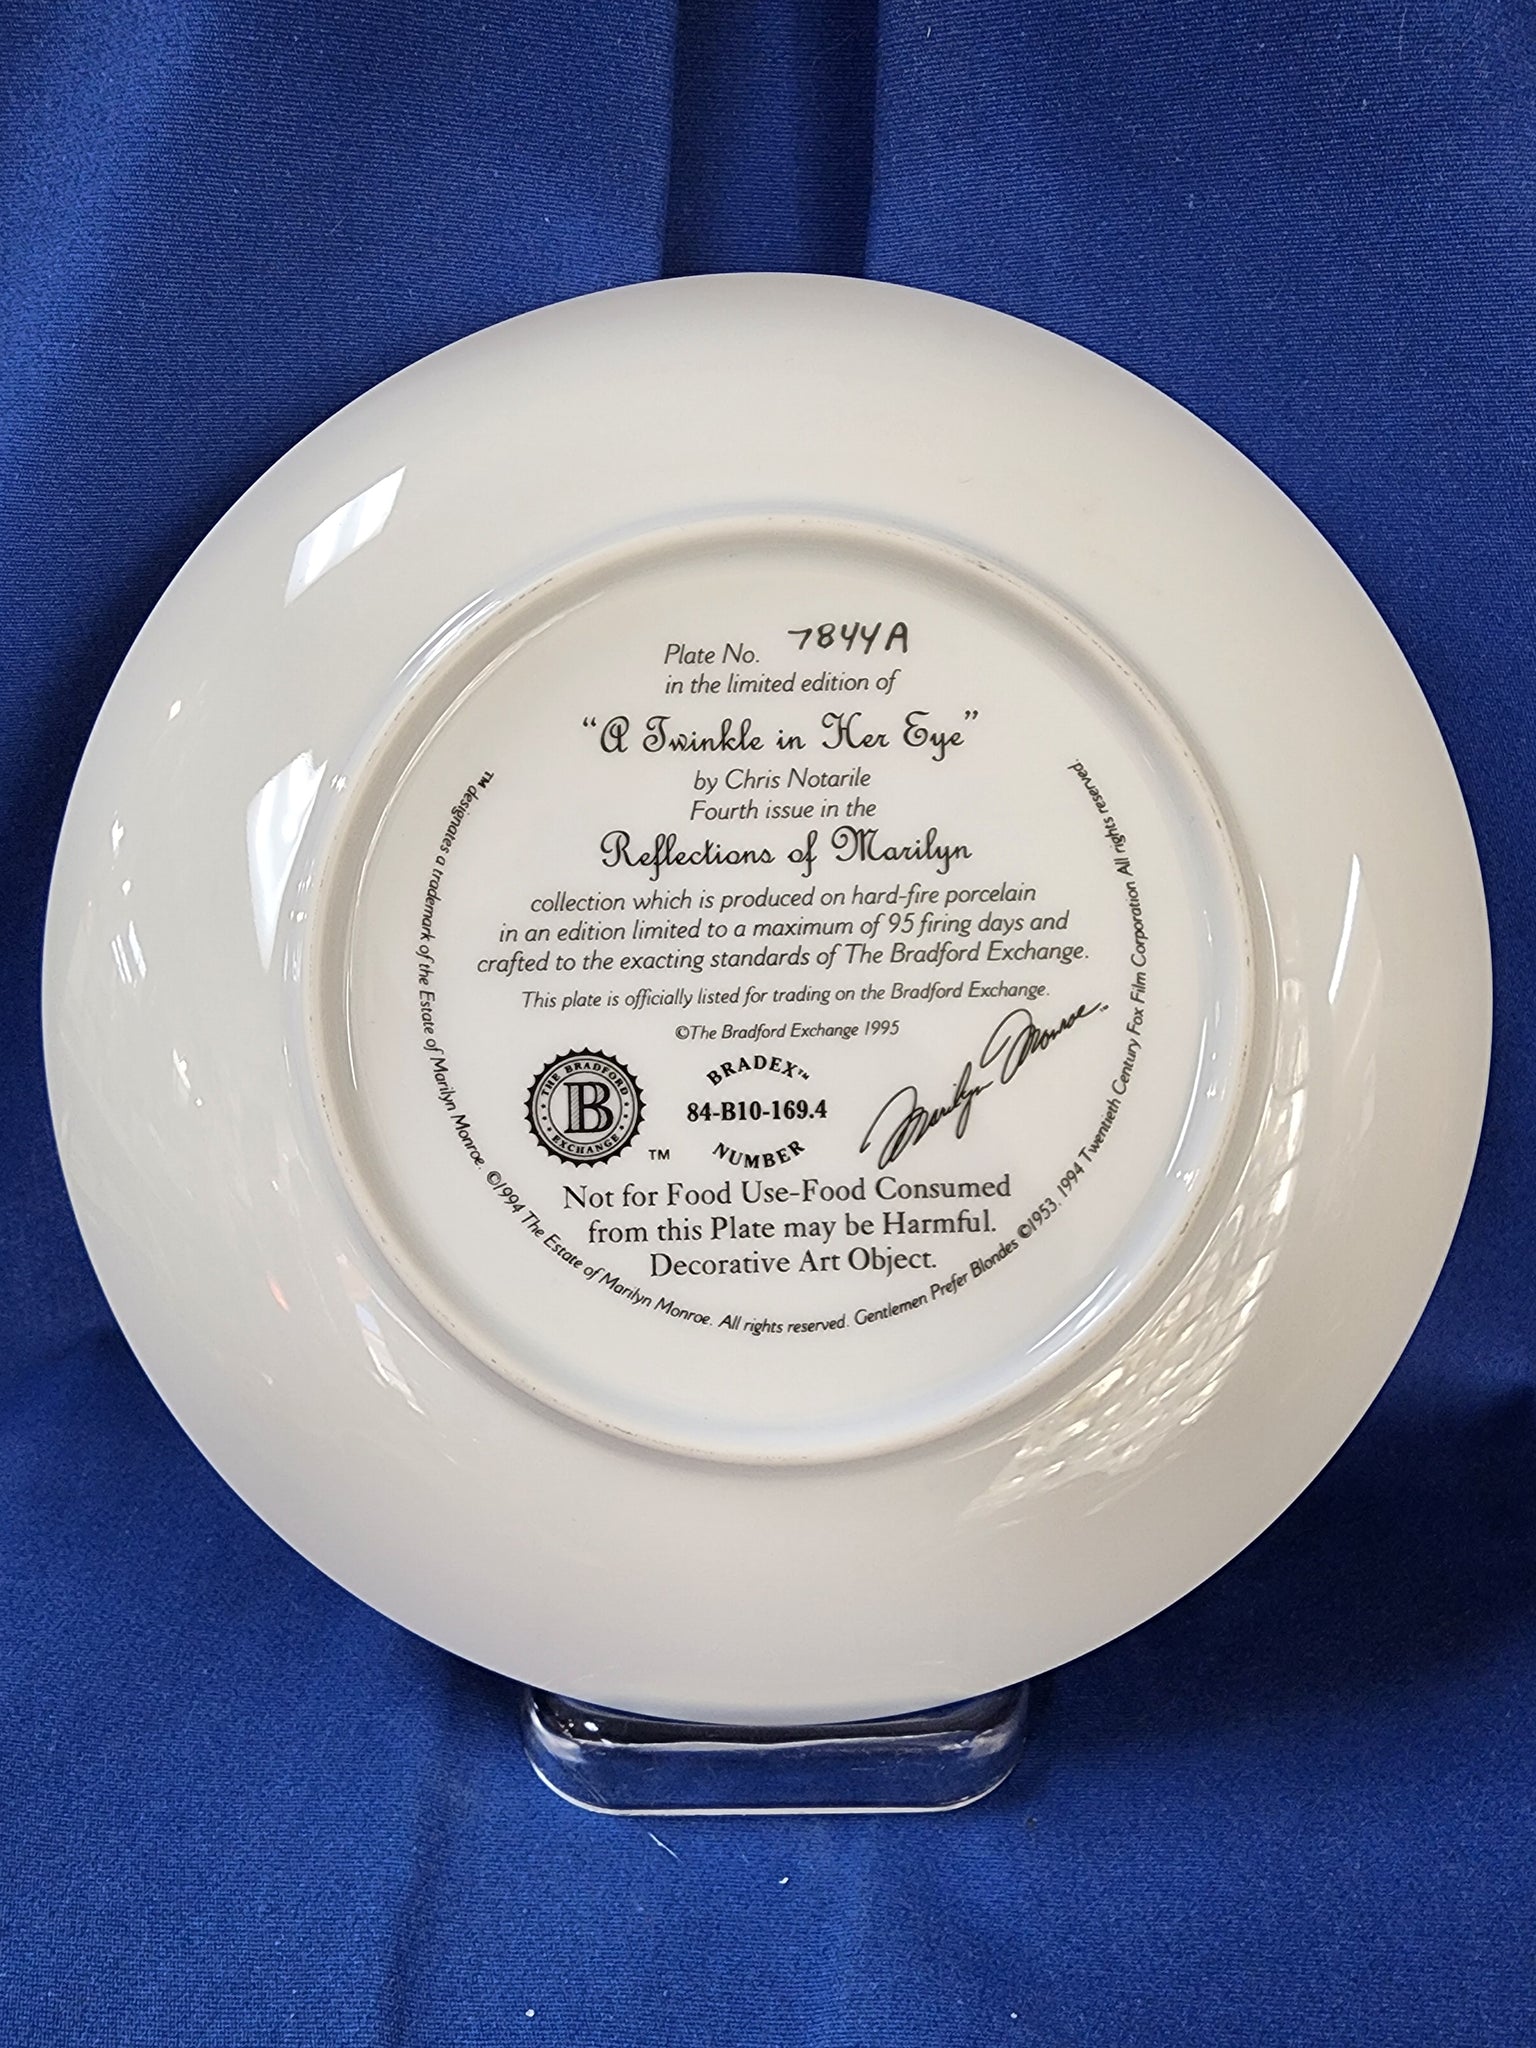 Plate No. 7844A
in the limited edition of
“A Twinkle in Her Eye”
by Chris Notarile
Fourth issue in the
Reflections of Marilyn
collection which is produced on hard-fire porcelain
in an edition limited to a maximum of 95 firing days and
crafted to the exacting standards of The Bradford Exchange.
This plate is officially listed for trading on the Bradford Exchange.
©The Bradford Exchange 1995
THE BRADFORD
B
EXCHANGE
TM
BRADEX™
84-B10-169.4
NUMBER
Marilyn Monroe™
Not for Food Use-Food Consumed
from this Plate may be Harmful.
Decorative Art Object.
™ designates a trademark of the Estate of Marilyn Monroe. ©1994 The Estate of Marilyn Monroe. All rights reserved. Gentlemen Prefer Blondes ©1953, 1994 Twentieth Century Fox Film Corporation All rights reserved.